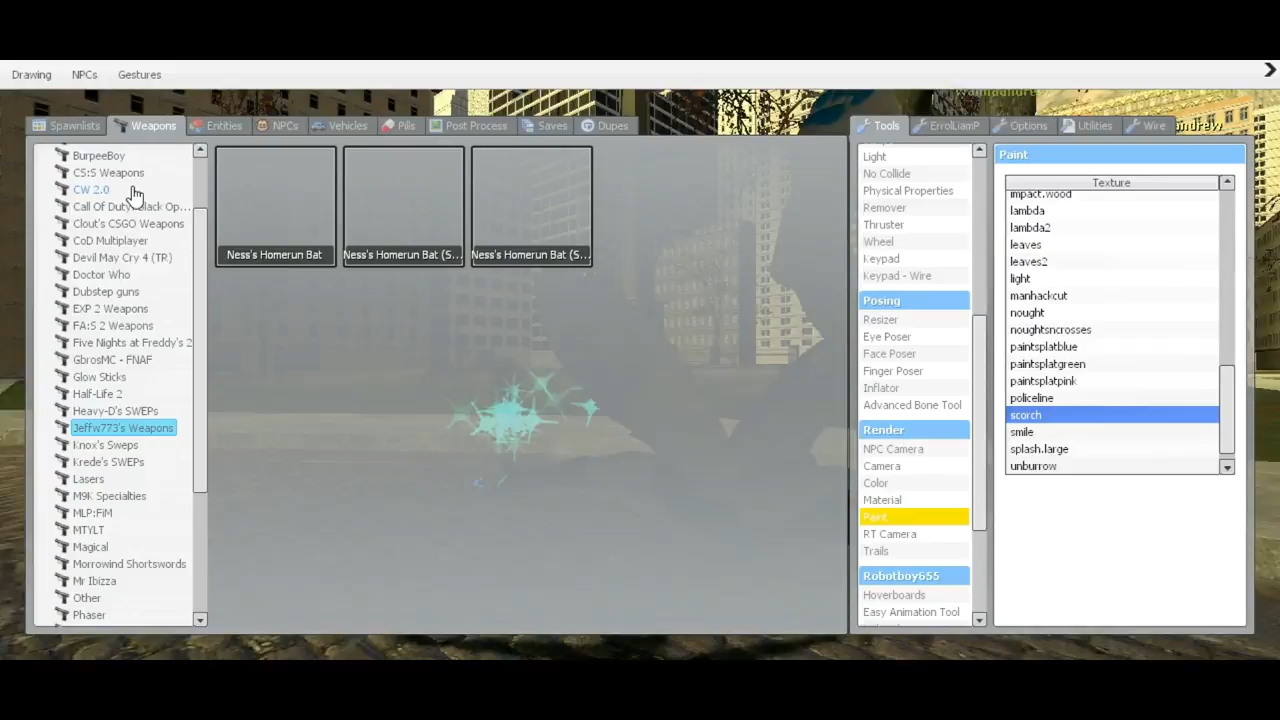 Drawing NPCs Gestures
Spawnlists Weapons Entities NPCs Vehicles Pills Post Process Saves Dupes
BurpeeBoy
CS:S Weapons
CW 2.0
Call Of Duty Black Op...
Clout's CSGO Weapons
CoD Multiplayer
Devil May Cry 4 (TR)
Doctor Who
Dubstep guns
EXP 2 Weapons
FA:S 2 Weapons
Five Nights at Freddy's 2
GbrosMC - FNAF
Glow Sticks
Half-Life 2
Heavy-D's SWEPs
Jeffw773's Weapons
Knox's Sweps
Krede's SWEPs
Lasers
M9K Specialties
MLP:FiM
MTYLT
Magical
Morrowind Shortswords
Mr Ibizza
Other
Phaser
Ness's Homerun Bat
Ness's Homerun Bat (S...
Ness's Homerun Bat (S...
Tools ErrolLiamP Options Utilities Wire
Light
No Collide
Physical Properties
Remover
Thruster
Wheel
Keypad
Keypad - Wire
Posing
Resizer
Eye Poser
Face Poser
Finger Poser
Inflator
Advanced Bone Tool
Render
NPC Camera
Camera
Color
Material
Paint
RT Camera
Trails
Robotboy655
Hoverboards
Easy Animation Tool
Paint
Texture
impact.wood
lambda
lambda2
leaves
leaves2
light
manhackcut
nought
noughtsncrosses
paintsplatblue
paintsplatgreen
paintsplatpink
policeline
scorch
smile
splash.large
unburrow